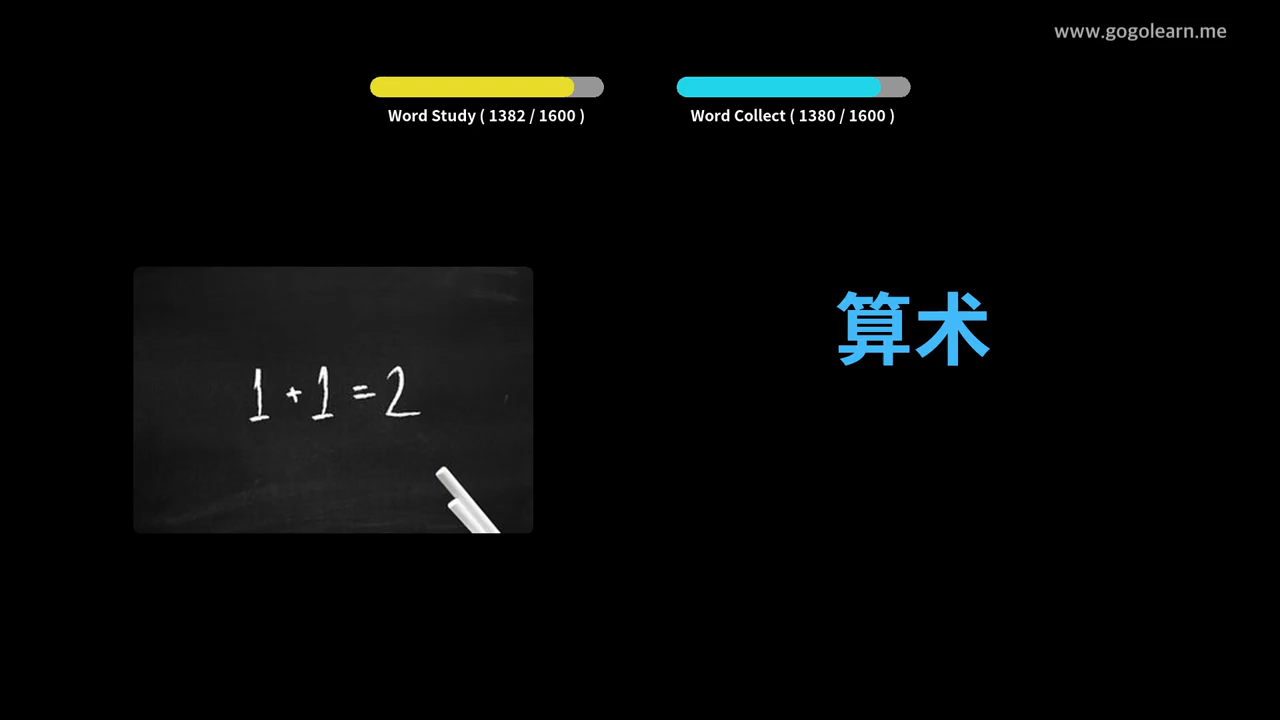 www.gogolearn.me
Word Study ( 1382 / 1600 )
Word Collect ( 1380 / 1600 )
算术
1 + 1 = 2